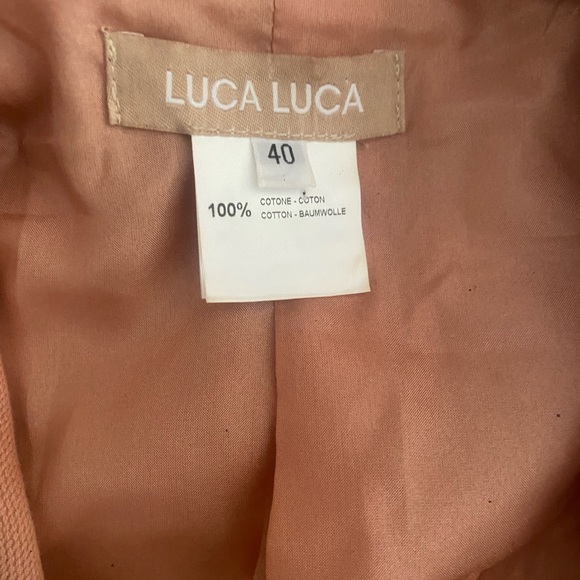 LUCA LUCA
40
100% COTONE - COTON
COTTON - BAUMWOLLE